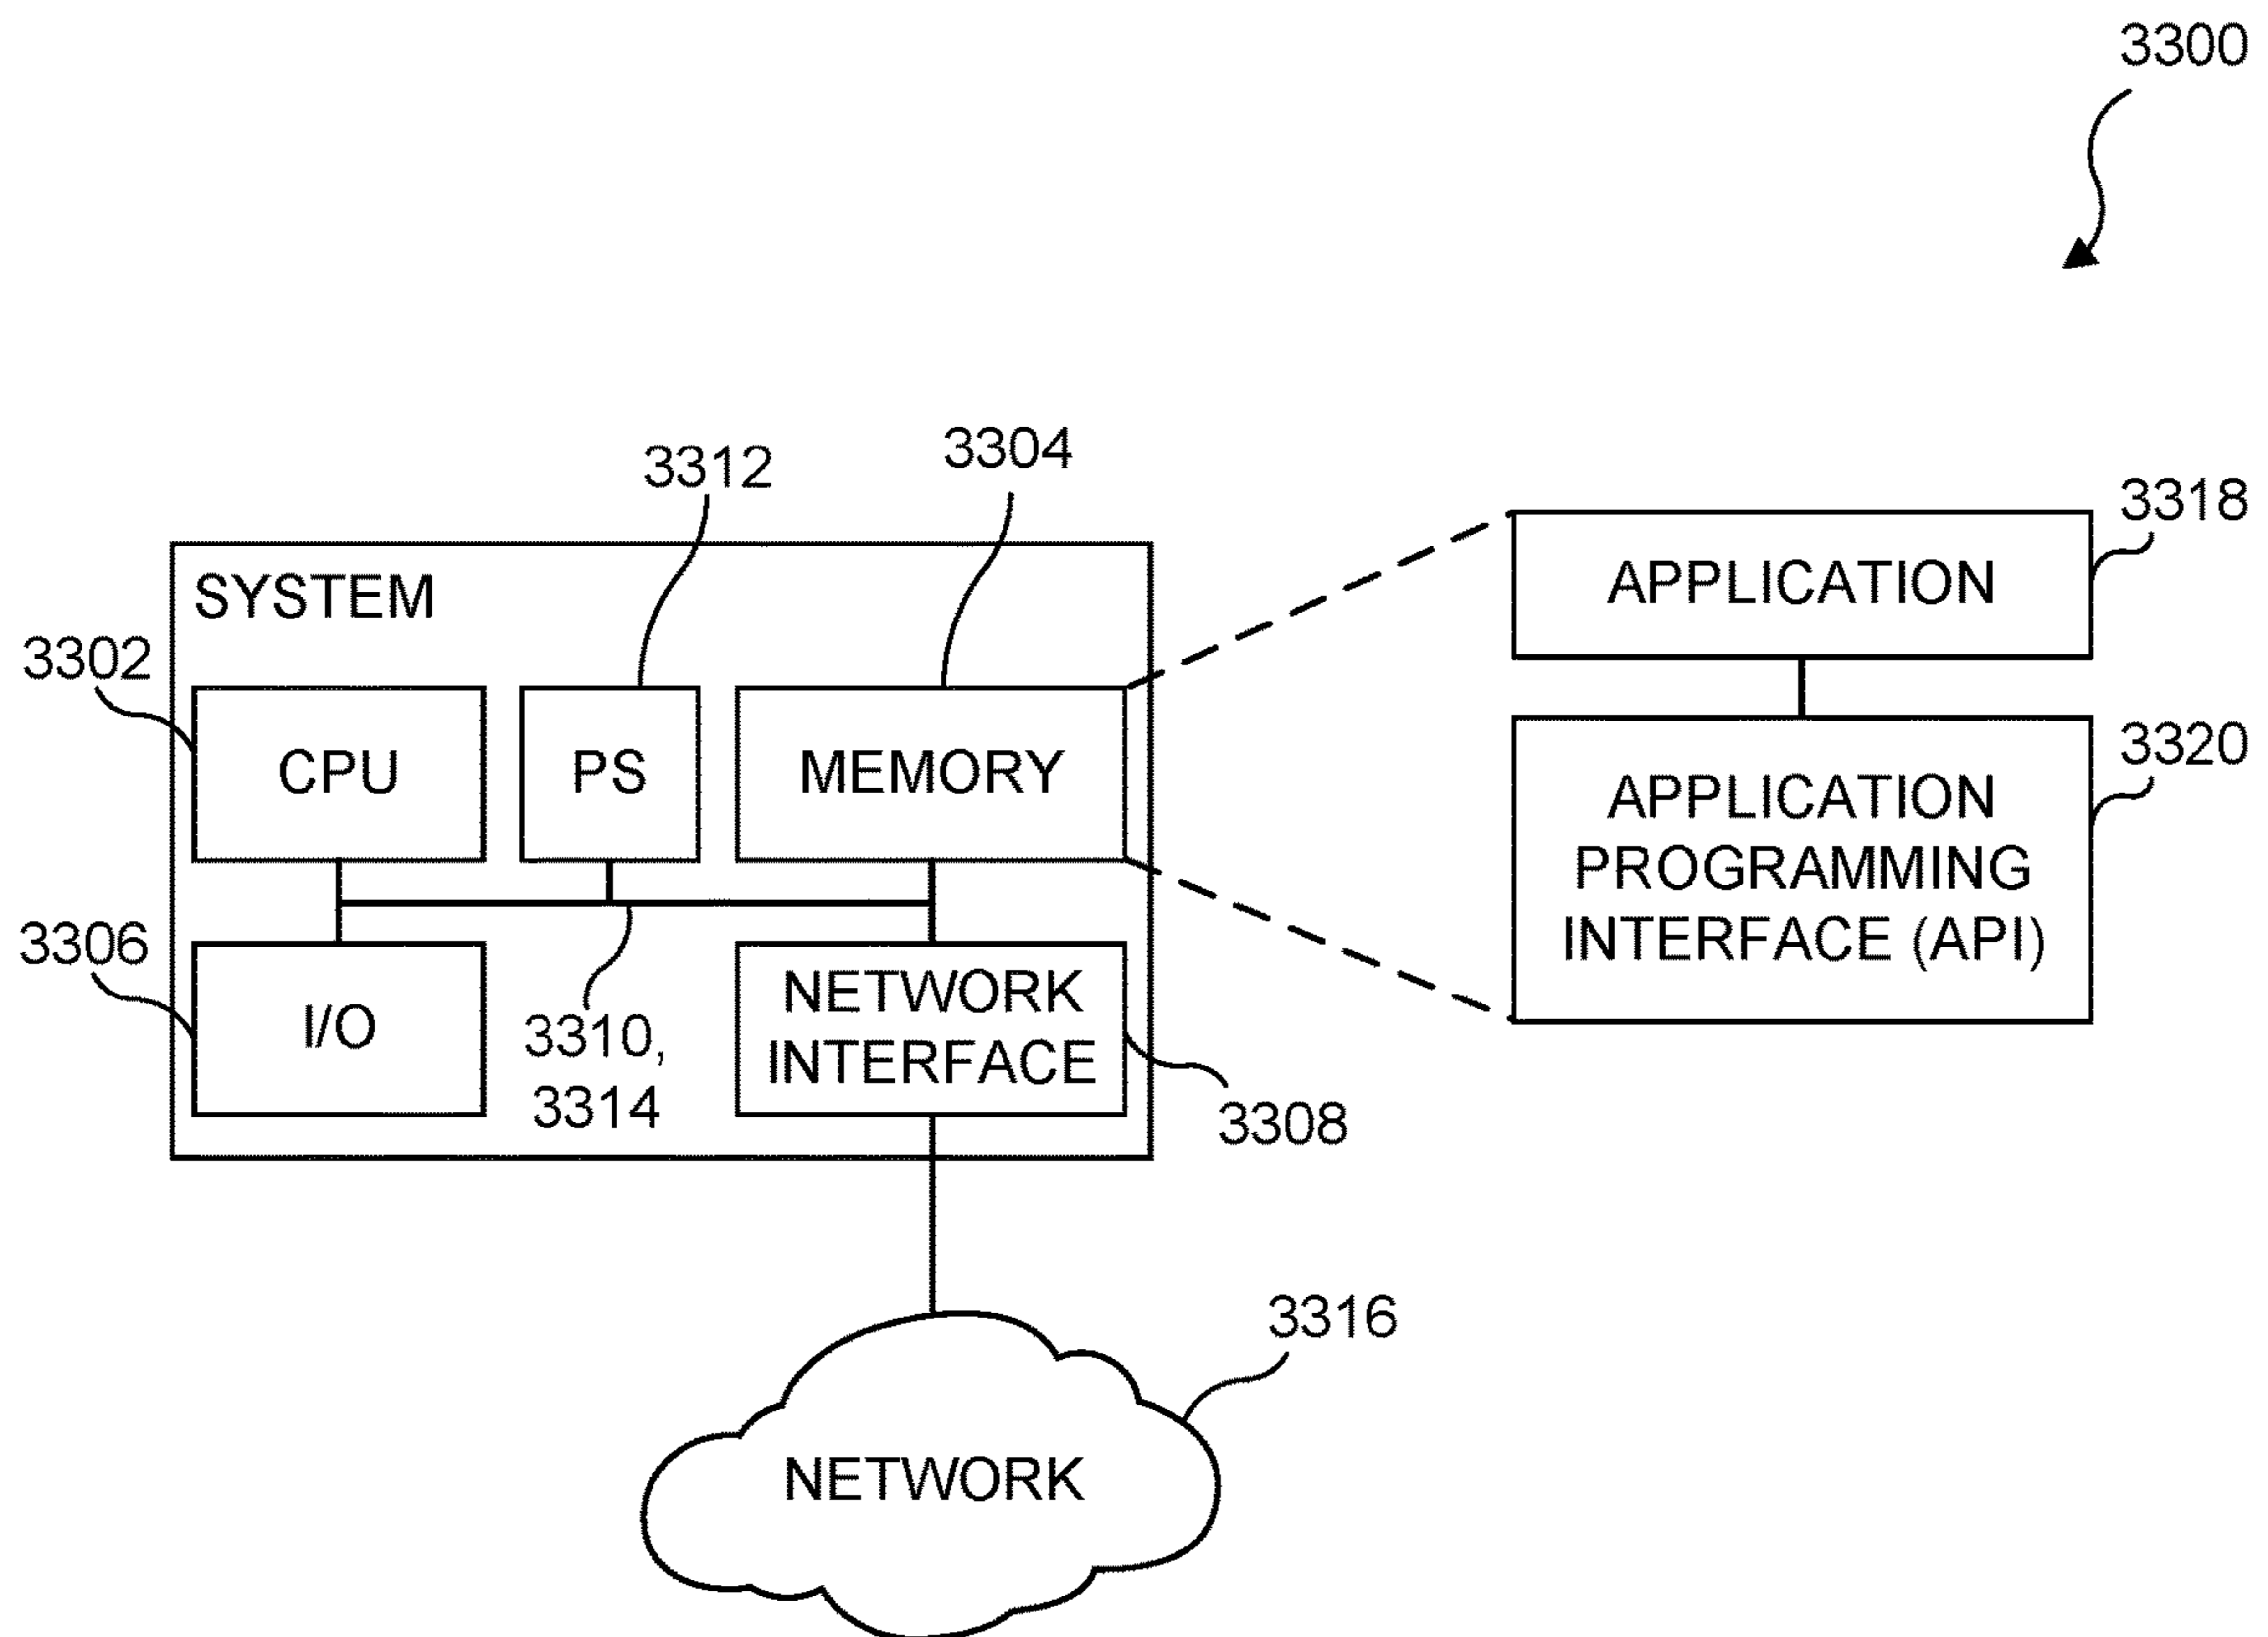 3300
3312
3304
3318
SYSTEM
APPLICATION
3302
CPU
PS
MEMORY
3320
APPLICATION
PROGRAMMING
INTERFACE (API)
3306
I/O
3310,
3314
NETWORK
INTERFACE
3308
3316
NETWORK